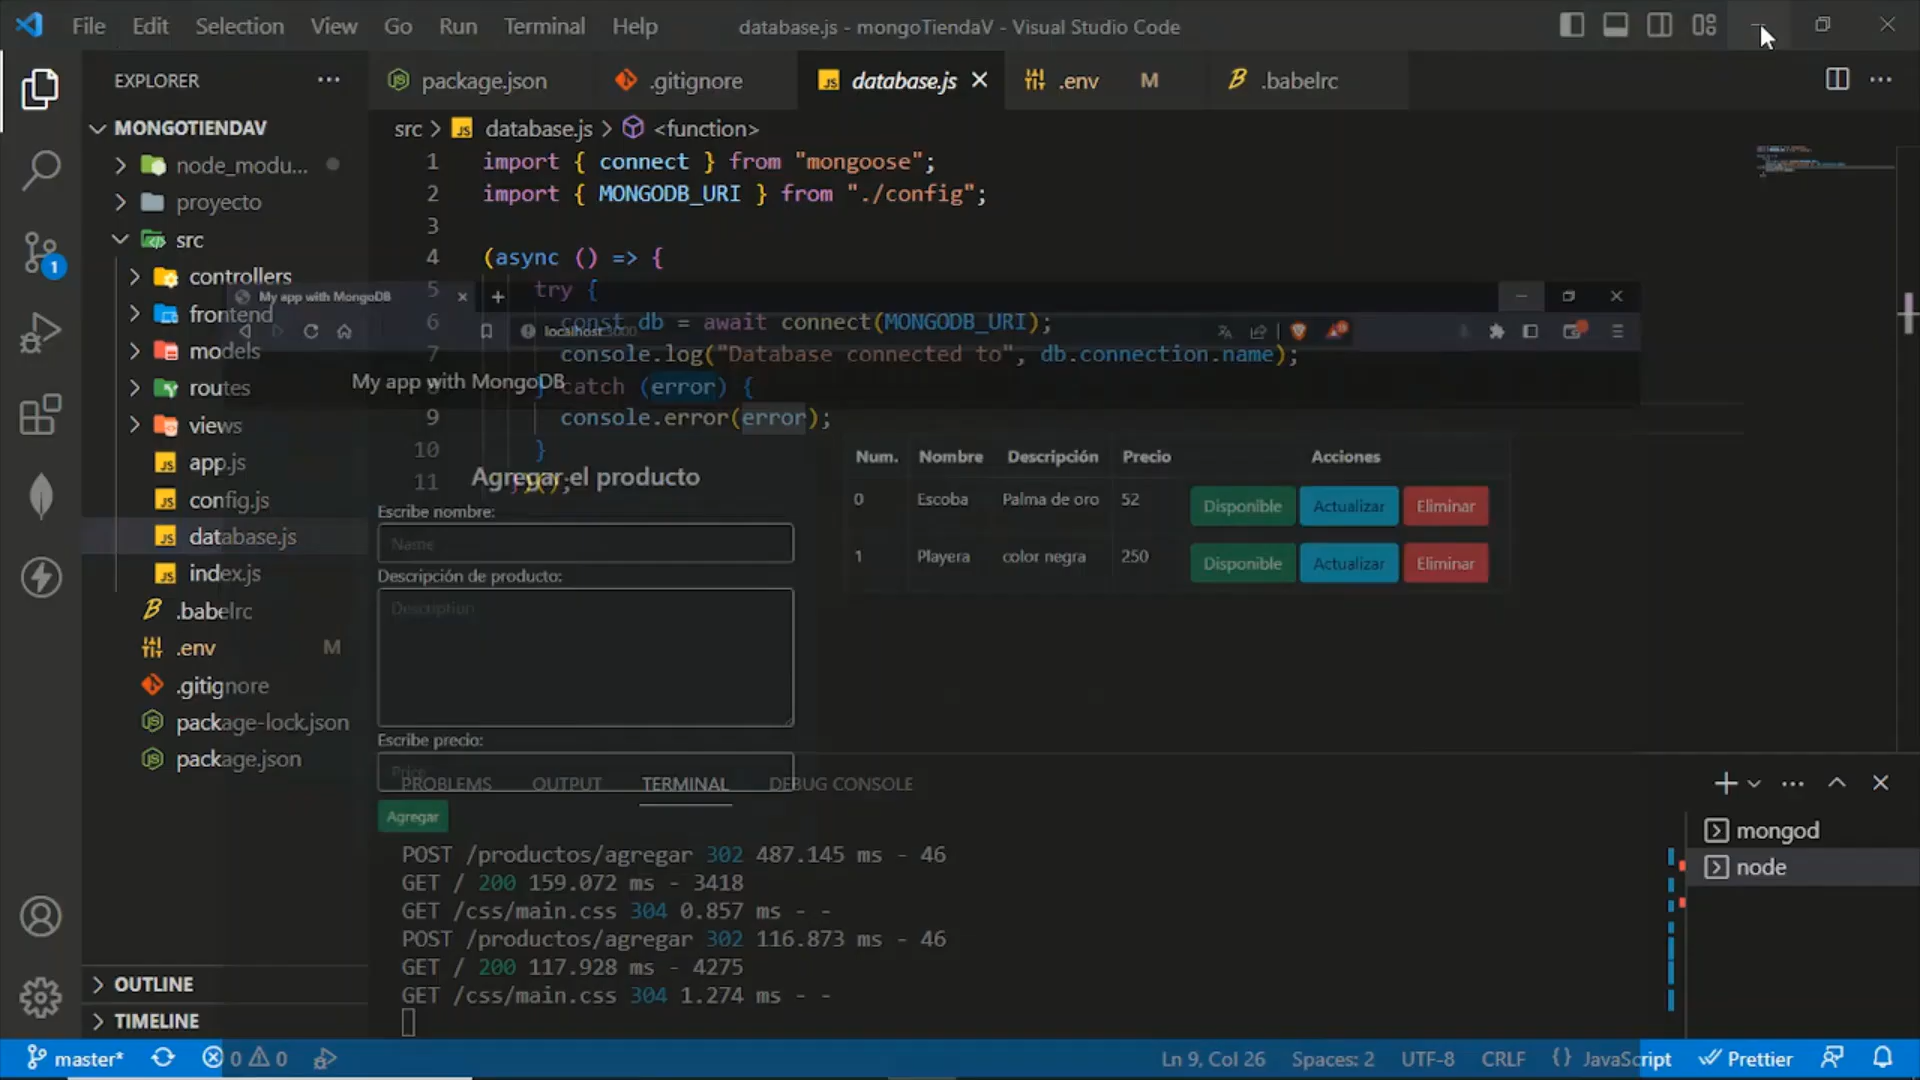 File Edit Selection View Go Run Terminal Help
database.js - mongoTiendaV - Visual Studio Code
EXPLORER
package.json
.gitignore
database.js
.env M
.babelrc
MONGOTIENDAV
node_modu...
proyecto
src
controllers
frontend
models
routes
views
app.js
config.js
database.js
index.js
.babelrc
.env M
.gitignore
package-lock.json
package.json
OUTLINE
TIMELINE
1
src > database.js > <function>
1 import { connect } from "mongoose";
2 import { MONGODB_URI } from "./config";
3
4 (async () => {
5 try {
6 const db = await connect(MONGODB_URI);
7 console.log("Database connected to", db.connection.name);
8 } catch (error) {
9 console.error(error);
10 }
11 })();
My app with MongoDB
localhost:3000
My app with MongoDB
Agregar el producto
Escribe nombre:
Name
Descripción de producto:
Description
Escribe precio:
Price
Agregar
Num. Nombre Descripción Precio Acciones
0 Escoba Palma de oro 52 Disponible Actualizar Eliminar
1 Playera color negra 250 Disponible Actualizar Eliminar
PROBLEMS OUTPUT TERMINAL DEBUG CONSOLE
POST /productos/agregar 302 487.145 ms - 46
GET / 200 159.072 ms - 3418
GET /css/main.css 304 0.857 ms - -
POST /productos/agregar 302 116.873 ms - 46
GET / 200 117.928 ms - 4275
GET /css/main.css 304 1.274 ms - -
mongod
node
master* 0 0
Ln 9, Col 26 Spaces: 2 UTF-8 CRLF {} JavaScript Prettier